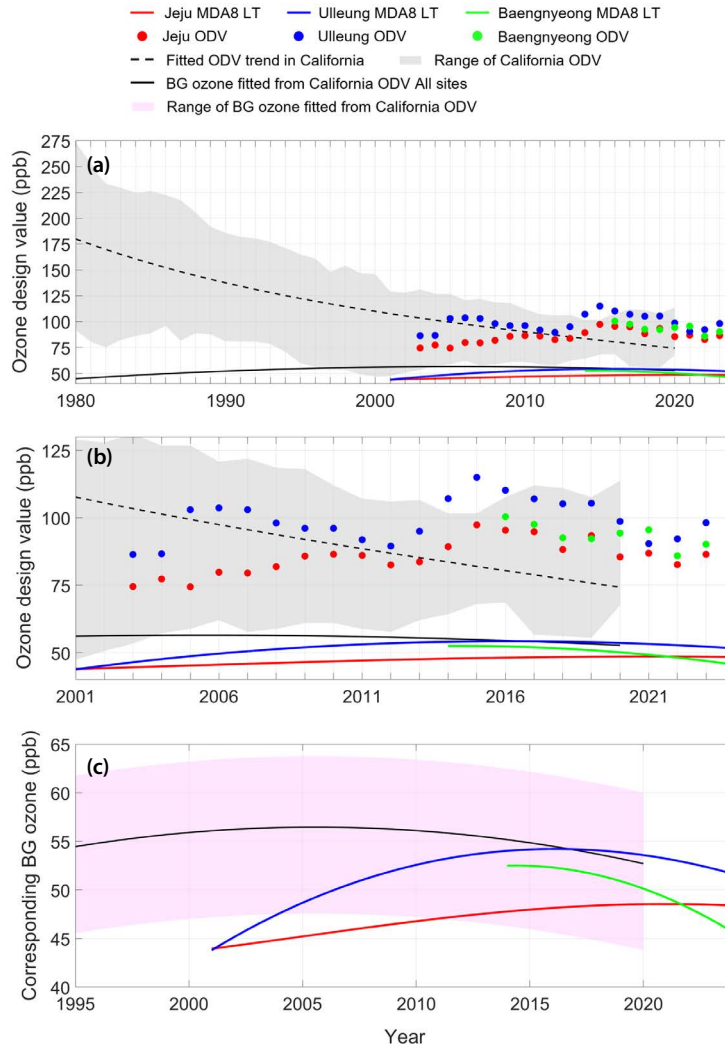 Jeju MDA8 LT Ulleung MDA8 LT Baengnyeong MDA8 LT
Jeju ODV Ulleung ODV Baengnyeong ODV
Fitted ODV trend in California Range of California ODV
BG ozone fitted from California ODV All sites
Range of BG ozone fitted from California ODV
(a)
Ozone design value (ppb)
275
250
225
200
175
150
125
100
75
50
1980 1990 2000 2010 2020
(b)
Ozone design value (ppb)
125
100
75
50
2001 2006 2011 2016 2021
(c)
Corresponding BG ozone (ppb)
65
60
55
50
45
40
1995 2000 2005 2010 2015 2020
Year